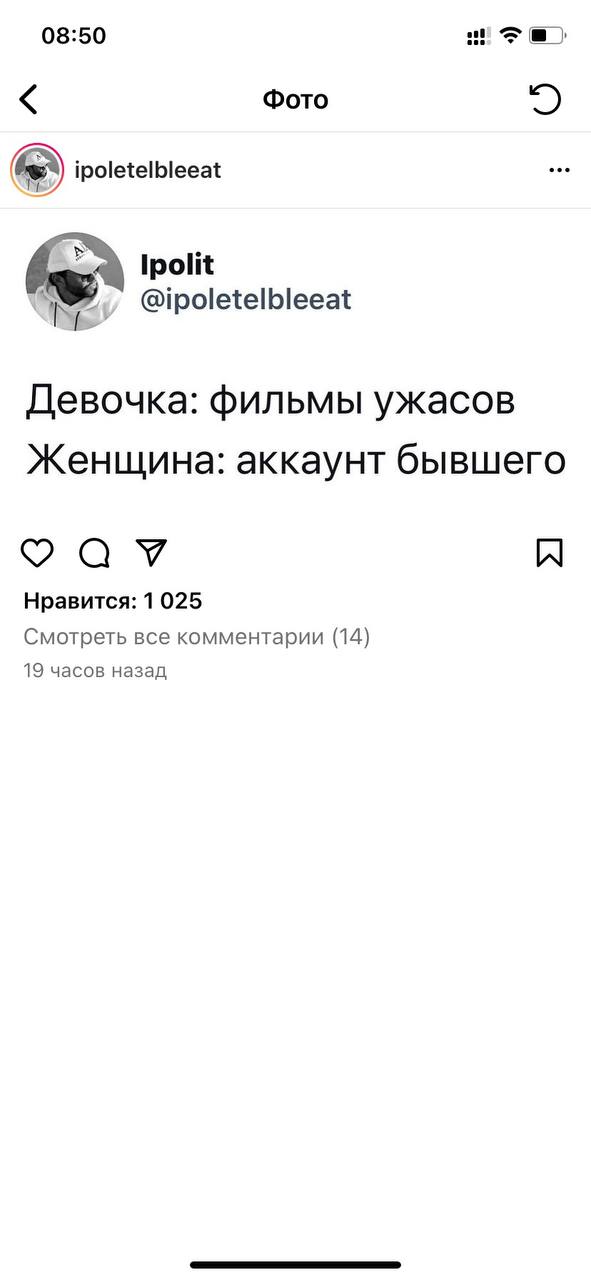 08:50
Фото
ipoletelbleeat
Ipolit
@ipoletelbleeat
Девочка: фильмы ужасов
Женщина: аккаунт бывшего
Нравится: 1 025
Смотреть все комментарии (14)
19 часов назад